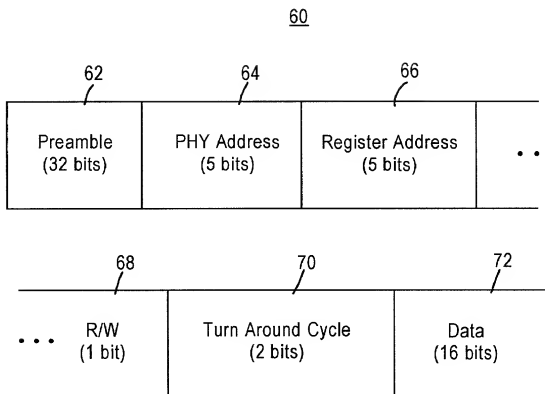 60
62 64 66
Preamble PHY Address Register Address
(32 bits) (5 bits) (5 bits)
68 70 72
R/W Turn Around Cycle Data
(1 bit) (2 bits) (16 bits)